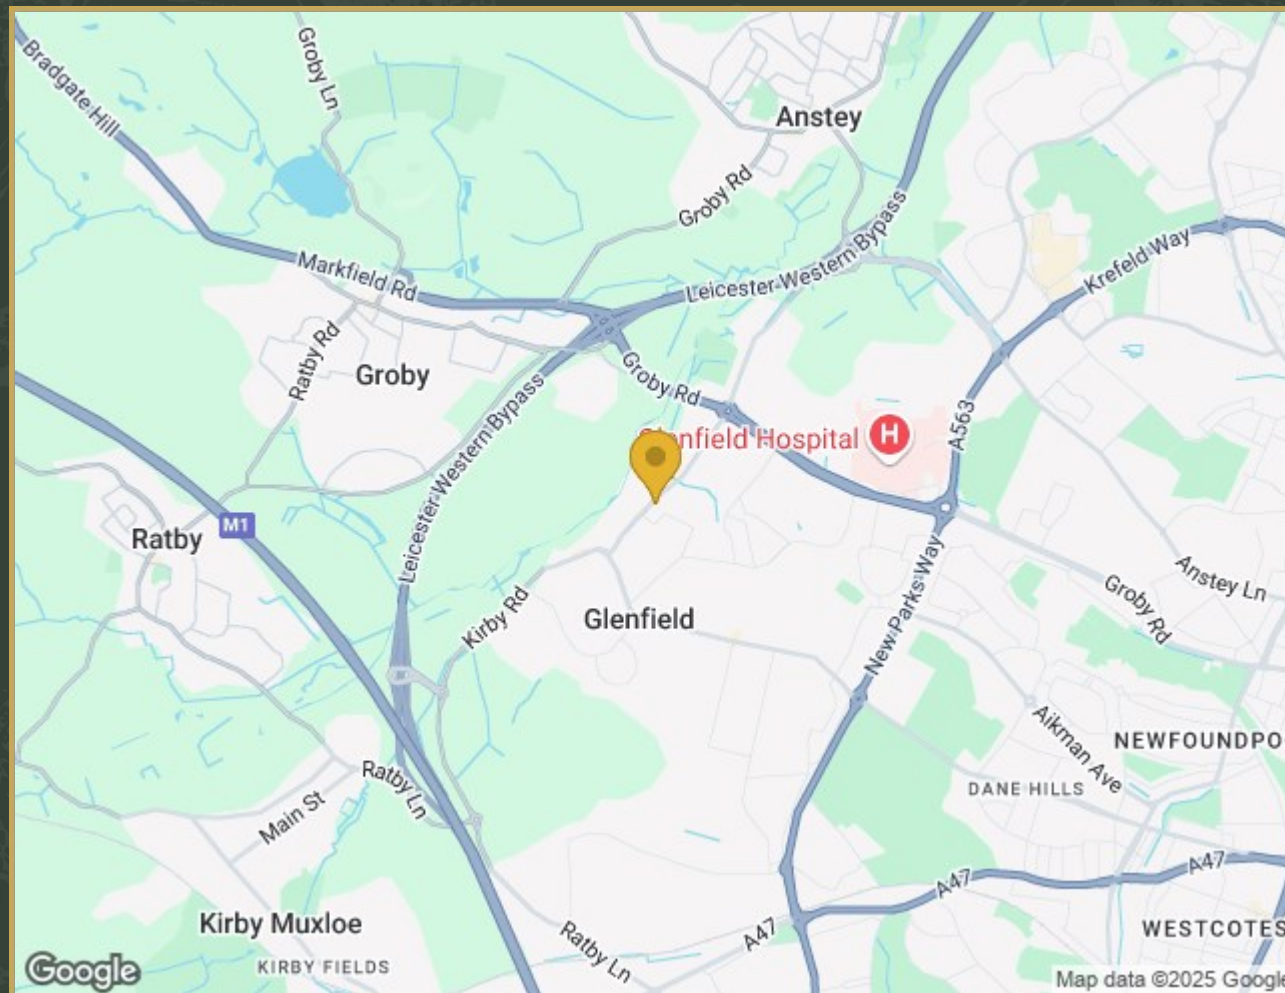 Groby Ln
Bradgate Hill
Anstey
Groby Rd
Leicester Western Bypass
Krefeld Way
Markfield Rd
Ratby Rd
Groby
Groby Rd
Leicester Western Bypass
A563
Glenfield Hospital
H
M1
Ratby
New Parks Way
Anstey Ln
Groby Rd
Kirby Rd
Glenfield
Aikman Ave
NEWFOUNDPO
DANE HILLS
Ratby Ln
Main St
A47
A47
A47
Kirby Muxloe
WESTCOTES
KIRBY FIELDS
Ratby Ln
Google
Map data ©2025 Google